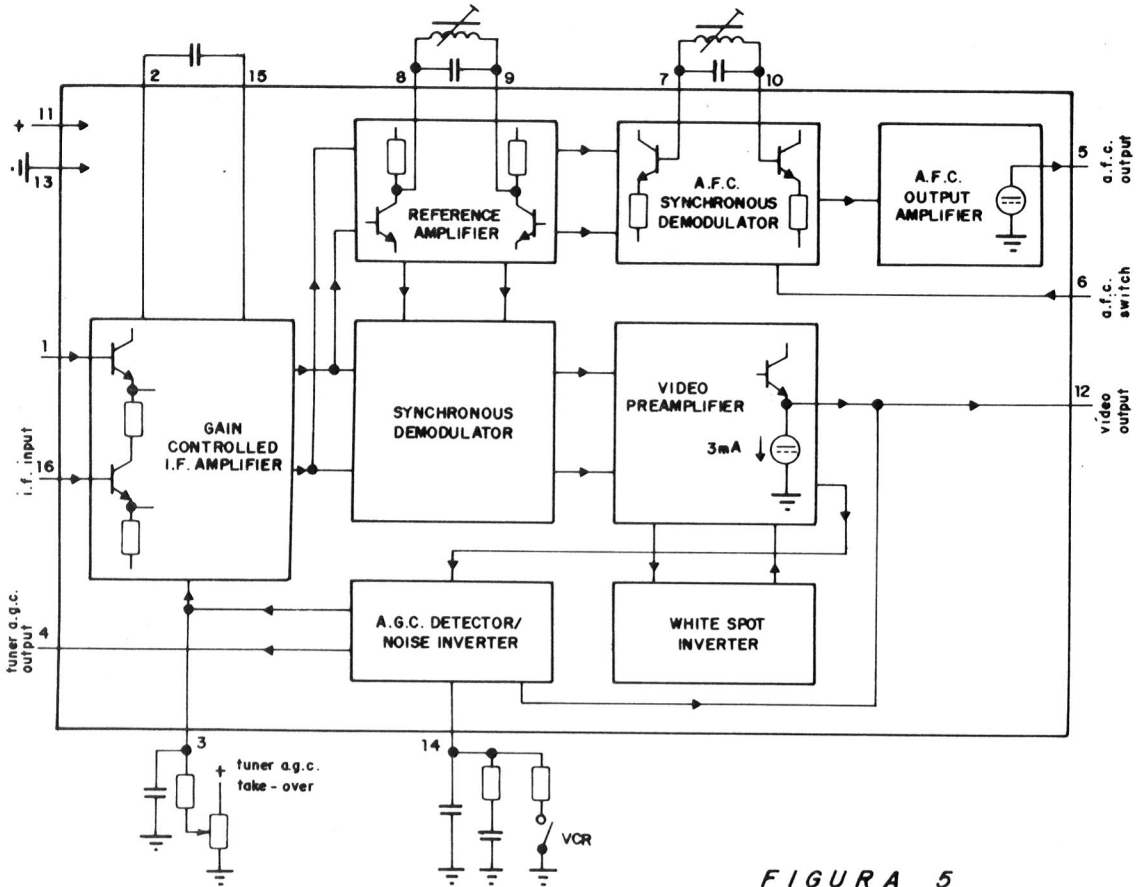 2
15
8
9
7
10
11
+
13
REFERENCE
AMPLIFIER
A.F.C.
SYNCHRONOUS
DEMODULATOR
A.F.C.
OUTPUT
AMPLIFIER
5
a.f.c.
output
6
a.f.c.
switch
1
i.f. input
16
GAIN
CONTROLLED
I.F. AMPLIFIER
SYNCHRONOUS
DEMODULATOR
VIDEO
PREAMPLIFIER
3mA
12
video
output
tuner a.g.c.
output
4
A.G.C. DETECTOR/
NOISE INVERTER
WHITE SPOT
INVERTER
3
+ tuner a.g.c.
take-over
14
VCR
FIGURA 5